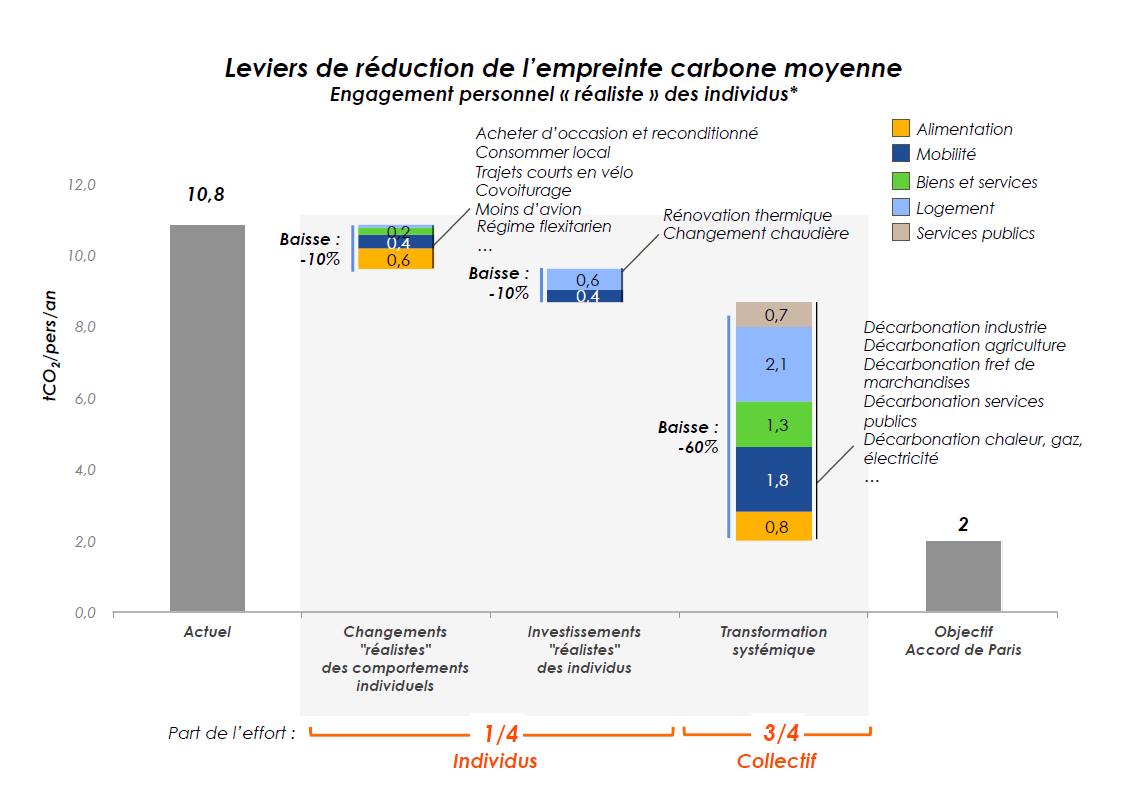 Leviers de réduction de l'empreinte carbone moyenne
Engagement personnel « réaliste » des individus*
Alimentation
Mobilité
Biens et services
Logement
Services publics
tCO₂/pers/an
12,0
10,0
8,0
6,0
4,0
2,0
0,0
10,8
Acheter d'occasion et reconditionné
Consommer local
Trajets courts en vélo
Covoiturage
Moins d'avion
Régime flexitarien
...
Baisse :
-10%
0,2
0,4
0,6
Rénovation thermique
Changement chaudière
Baisse :
-10%
0,6
0,4
Baisse :
-60%
0,7
2,1
1,3
1,8
0,8
Décarbonation industrie
Décarbonation agriculture
Décarbonation fret de
marchandises
Décarbonation services
publics
Décarbonation chaleur, gaz,
électricité
...
2
Actuel
Changements
"réalistes"
des comportements
individuels
Investissements
"réalistes"
des individus
Transformation
systémique
Objectif
Accord de Paris
Part de l'effort :
1/4
Individus
3/4
Collectif